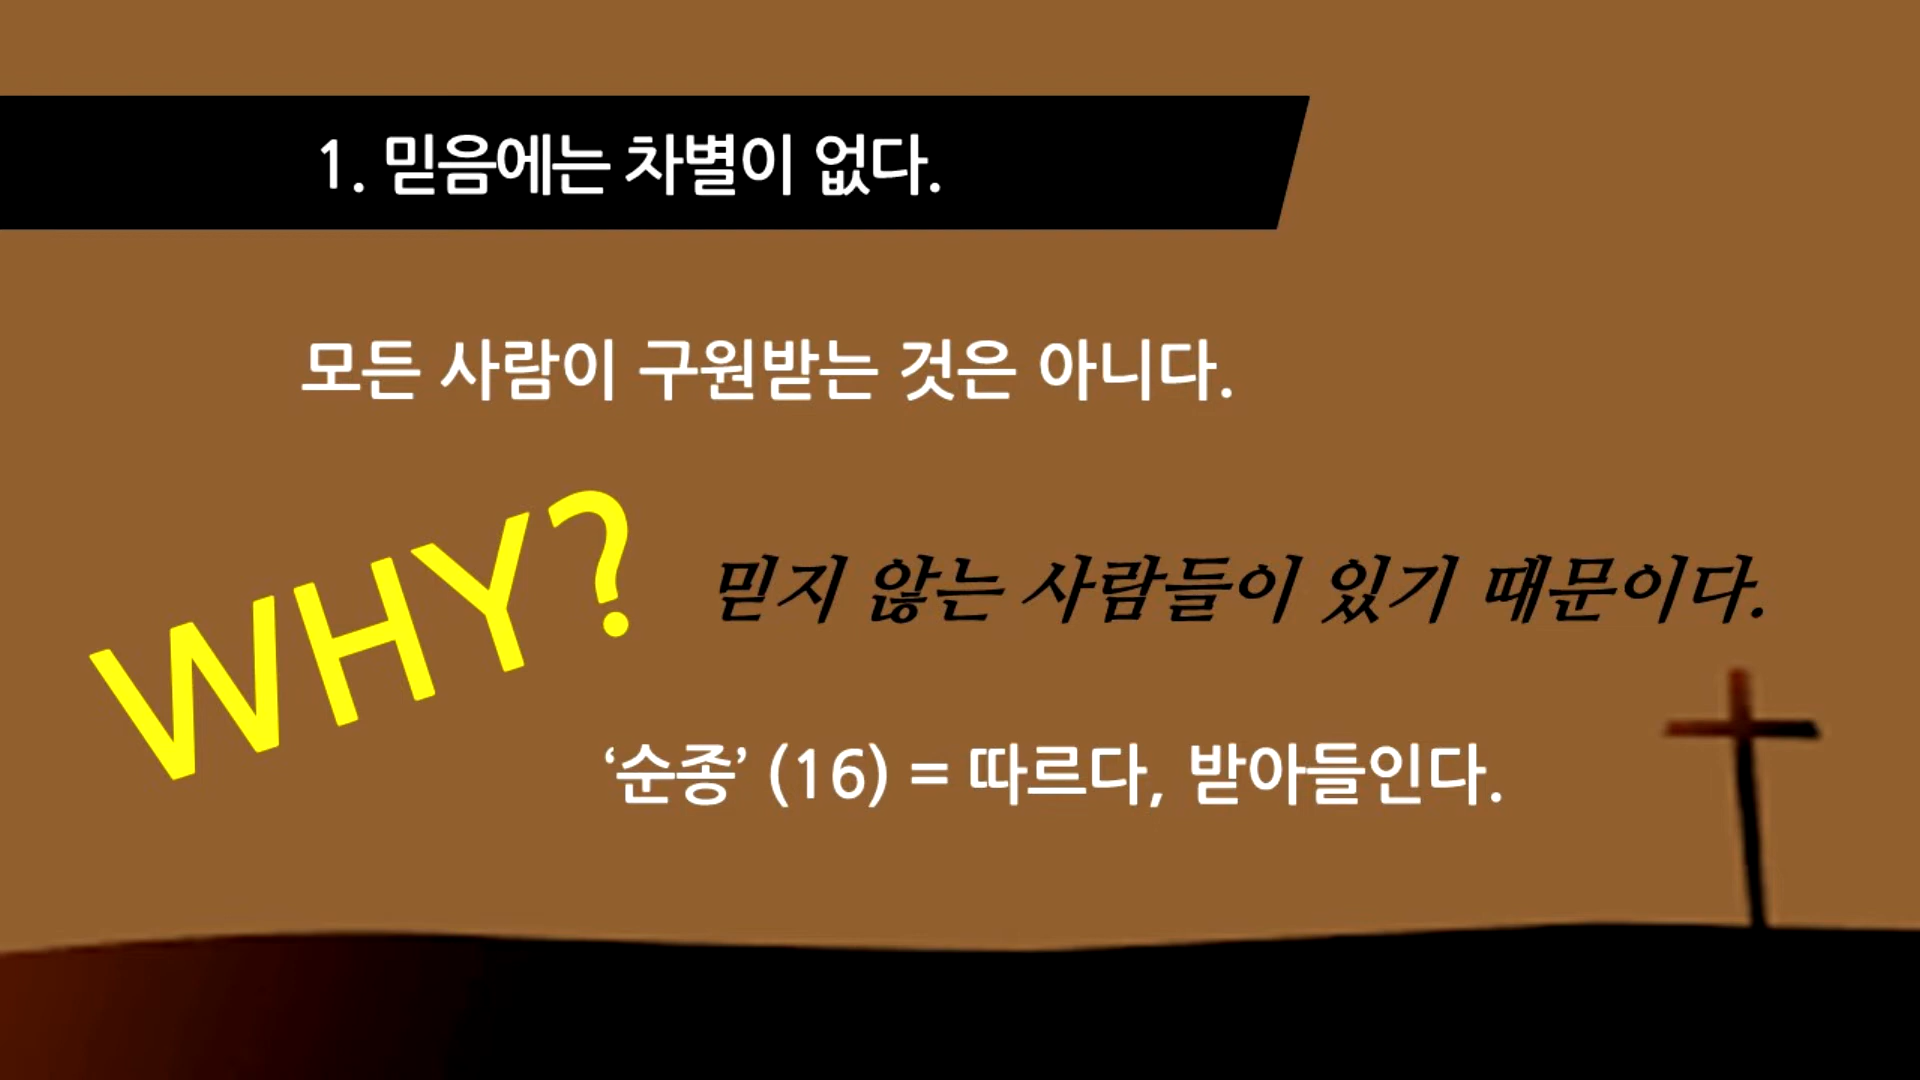 1. 믿음에는 차별이 없다.
모든 사람이 구원받는 것은 아니다.
WHY?
믿지 않는 사람들이 있기 때문이다.
‘순종’ (16) = 따르다, 받아들인다.